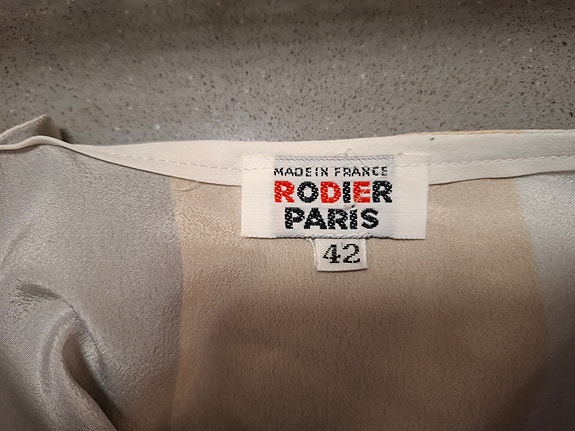 MADE IN FRANCE
RODIER
PARIS
42